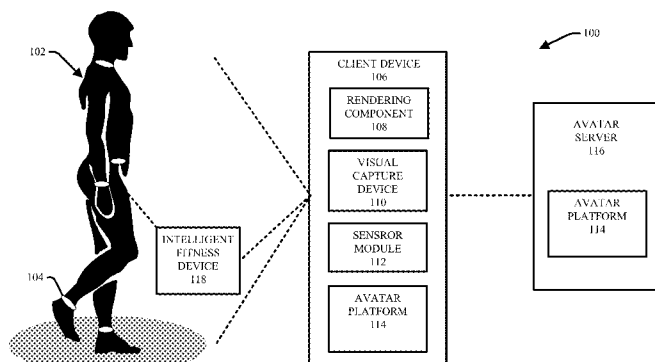 102
104
INTELLIGENT
FITNESS
DEVICE
118
CLIENT DEVICE
106
RENDERING
COMPONENT
108
VISUAL
CAPTURE
DEVICE
110
SENSROR
MODULE
112
AVATAR
PLATFORM
114
100
AVATAR
SERVER
116
AVATAR
PLATFORM
114